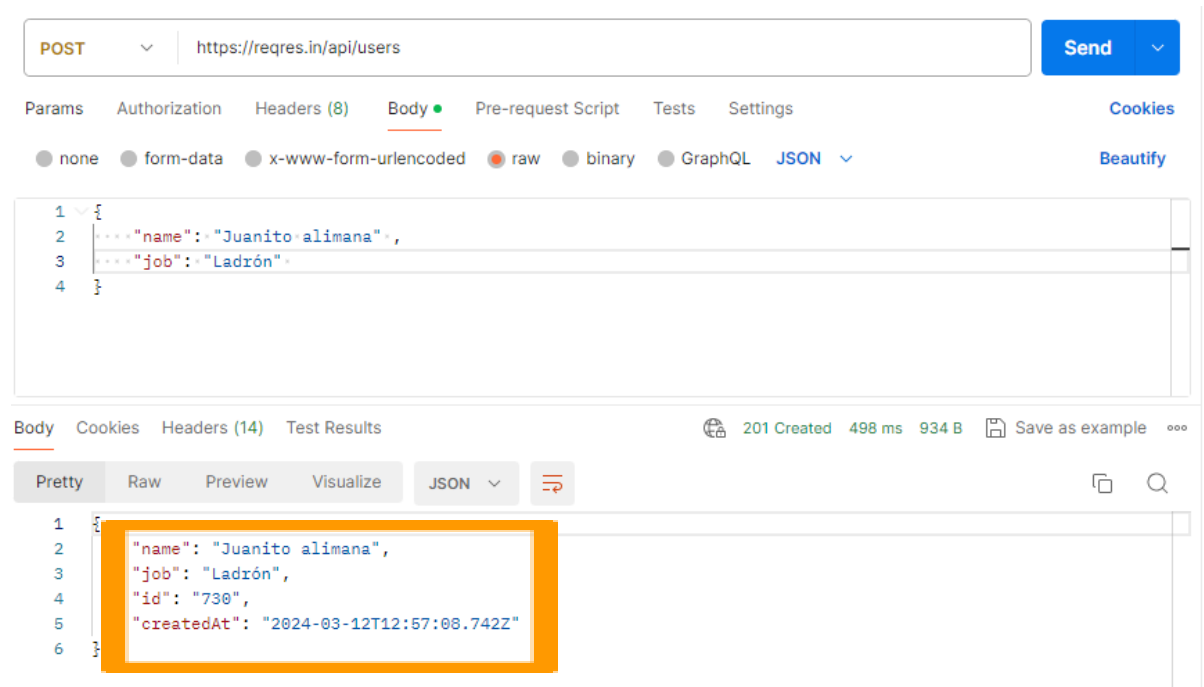 POST https://reqres.in/api/users Send
Params Authorization Headers (8) Body Pre-request Script Tests Settings Cookies
none form-data x-www-form-urlencoded raw binary GraphQL JSON Beautify
1 {
2 "name": "Juanito alimana" ,
3 "job": "Ladrón"
4 }
Body Cookies Headers (14) Test Results 201 Created 498 ms 934 B Save as example
Pretty Raw Preview Visualize JSON
1 {
2 "name": "Juanito alimana",
3 "job": "Ladrón",
4 "id": "730",
5 "createdAt": "2024-03-12T12:57:08.742Z"
6 }